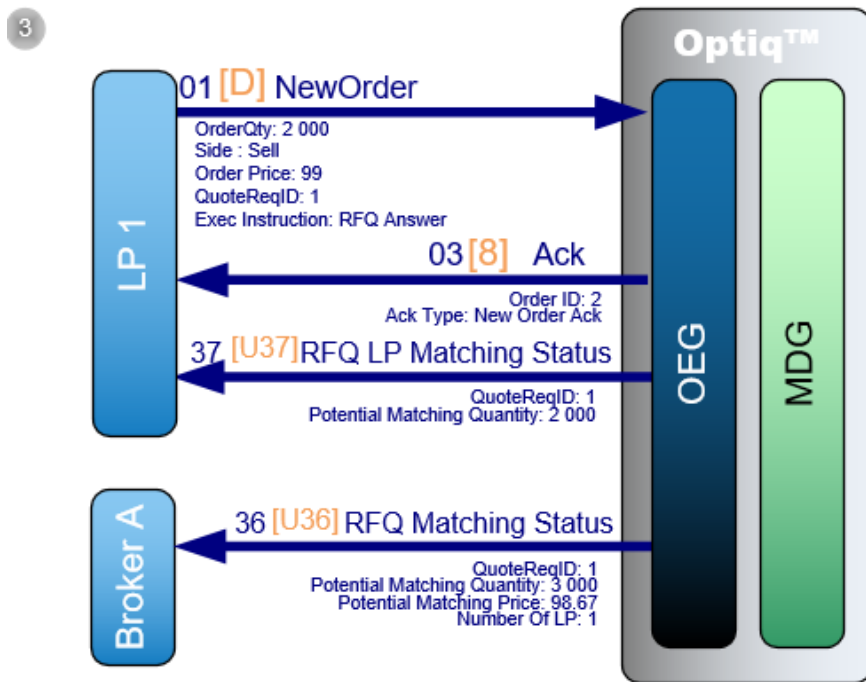 3
Optiq™
01 [D] NewOrder
OrderQty: 2 000
Side : Sell
Order Price: 99
QuoteReqID: 1
Exec Instruction: RFQ Answer
LP 1
03 [8] Ack
Order ID: 2
Ack Type: New Order Ack
37 [U37] RFQ LP Matching Status
QuoteReqID: 1
Potential Matching Quantity: 2 000
OEG
MDG
Broker A
36 [U36] RFQ Matching Status
QuoteReqID: 1
Potential Matching Quantity: 3 000
Potential Matching Price: 98.67
Number Of LP: 1